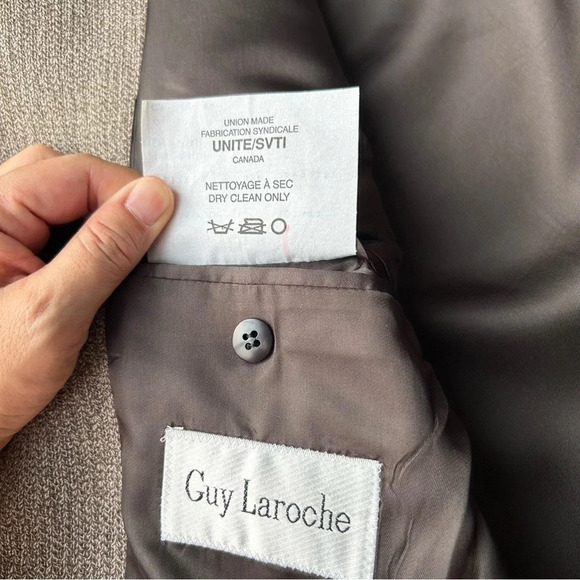 UNION MADE
FABRICATION SYNDICALE
UNITE/SVTI
CANADA
NETTOYAGE À SEC
DRY CLEAN ONLY
Guy Laroche